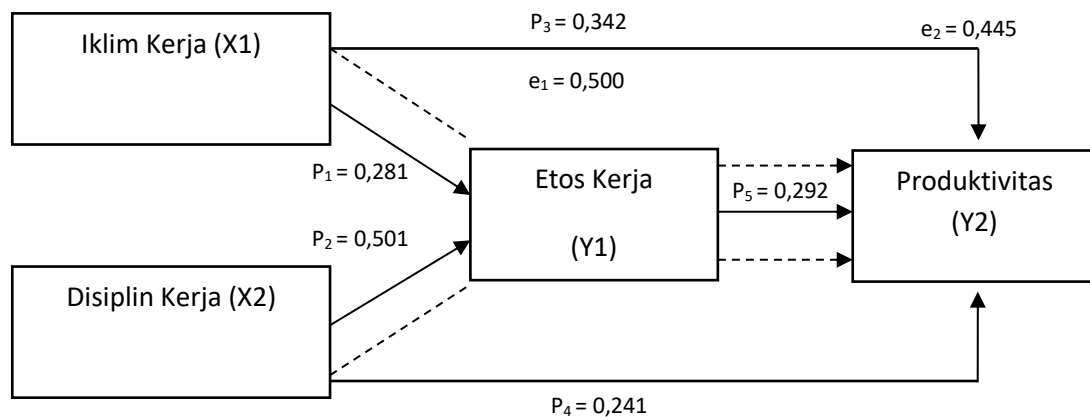 P₃ = 0,342
e₂ = 0,445
Iklim Kerja (X1)
e₁ = 0,500
P₁ = 0,281
Etos Kerja
(Y1)
P₅ = 0,292
Produktivitas
(Y2)
P₂ = 0,501
Disiplin Kerja (X2)
P₄ = 0,241